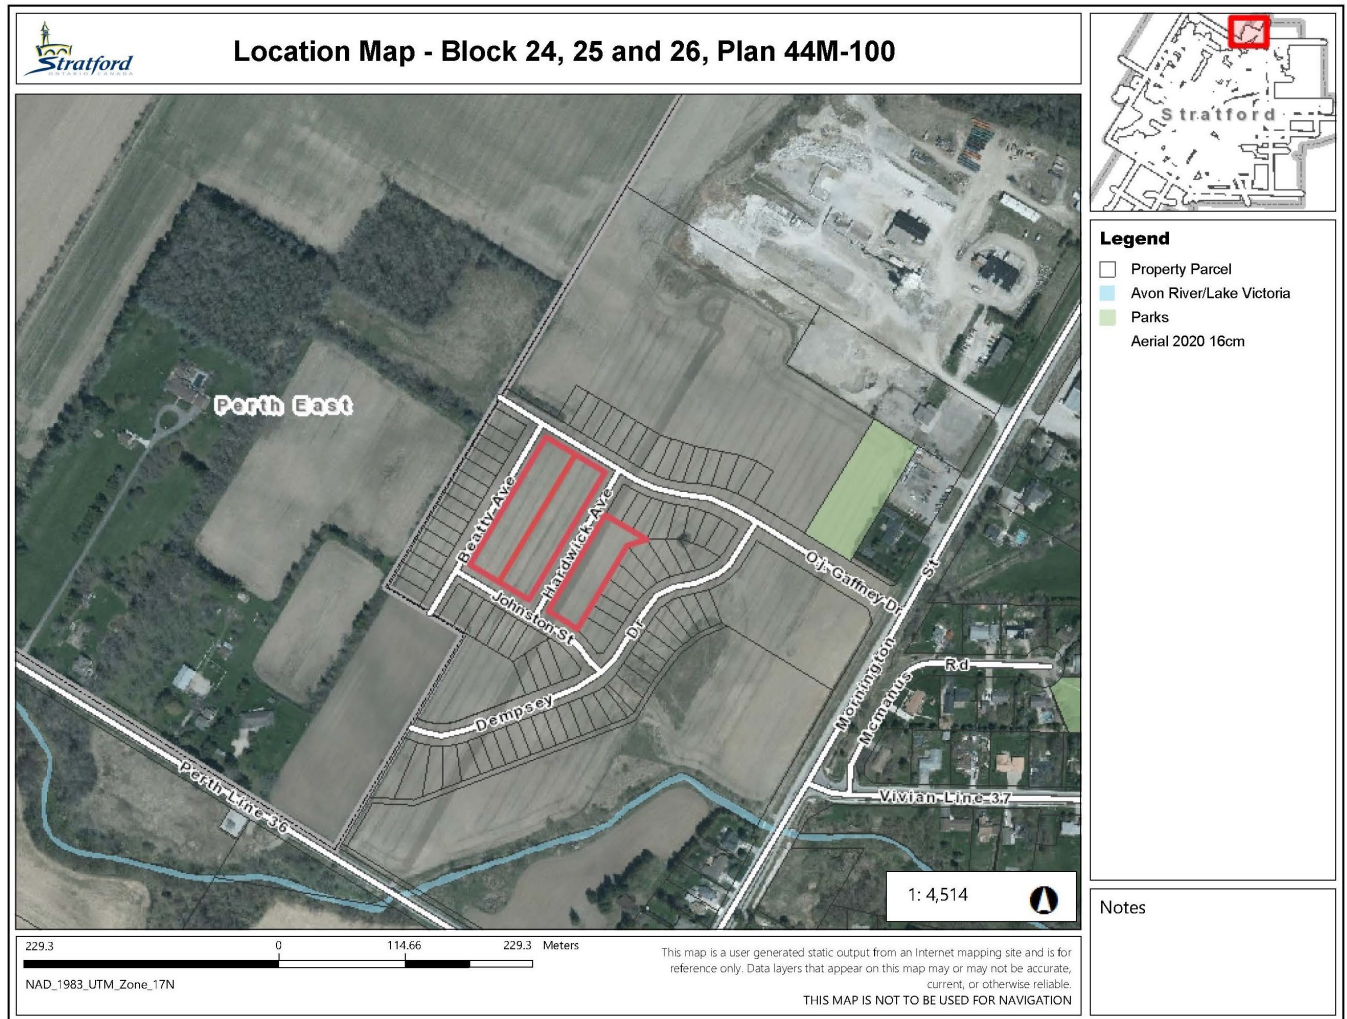 Stratford
ONTARIO CANADA
Location Map - Block 24, 25 and 26, Plan 44M-100
Stratford
Legend
Property Parcel
Avon River/Lake Victoria
Parks
Aerial 2020 16cm
Perth East
Beatty Ave
Hardwick Ave
Johnston St
O.j. Gaffney Dr
Dempsey Dr
Mornington St
Mcmanus Rd
Vivian Line 37
Perth Line 36
1: 4,514
Notes
229.3 0 114.66 229.3 Meters
NAD_1983_UTM_Zone_17N
This map is a user generated static output from an Internet mapping site and is for
reference only. Data layers that appear on this map may or may not be accurate,
current, or otherwise reliable.
THIS MAP IS NOT TO BE USED FOR NAVIGATION